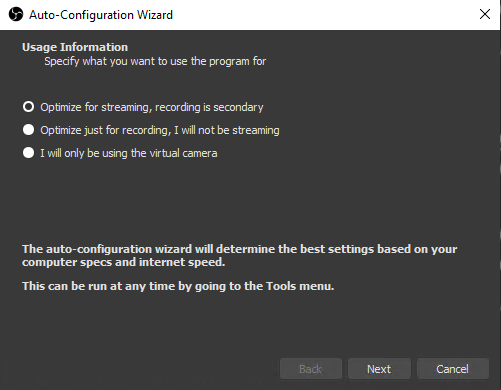 Auto-Configuration Wizard
Usage Information
Specify what you want to use the program for
Optimize for streaming, recording is secondary
Optimize just for recording, I will not be streaming
I will only be using the virtual camera
The auto-configuration wizard will determine the best settings based on your
computer specs and internet speed.
This can be run at any time by going to the Tools menu.
Back Next Cancel